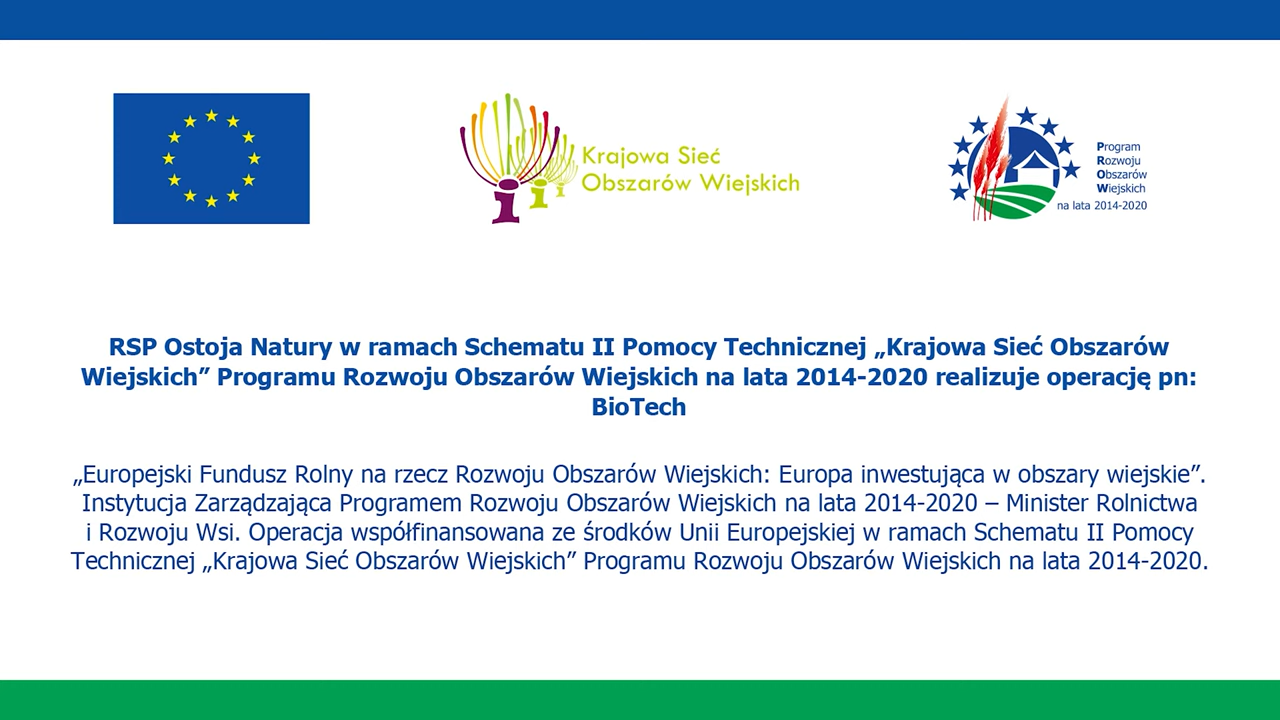 Krajowa Sieć
Obszarów Wiejskich
Program
Rozwoju
Obszarów
Wiejskich
na lata 2014-2020
RSP Ostoja Natury w ramach Schematu II Pomocy Technicznej „Krajowa Sieć Obszarów
Wiejskich” Programu Rozwoju Obszarów Wiejskich na lata 2014-2020 realizuje operację pn:
BioTech
„Europejski Fundusz Rolny na rzecz Rozwoju Obszarów Wiejskich: Europa inwestująca w obszary wiejskie”.
Instytucja Zarządzająca Programem Rozwoju Obszarów Wiejskich na lata 2014-2020 – Minister Rolnictwa
i Rozwoju Wsi. Operacja współfinansowana ze środków Unii Europejskiej w ramach Schematu II Pomocy
Technicznej „Krajowa Sieć Obszarów Wiejskich” Programu Rozwoju Obszarów Wiejskich na lata 2014-2020.